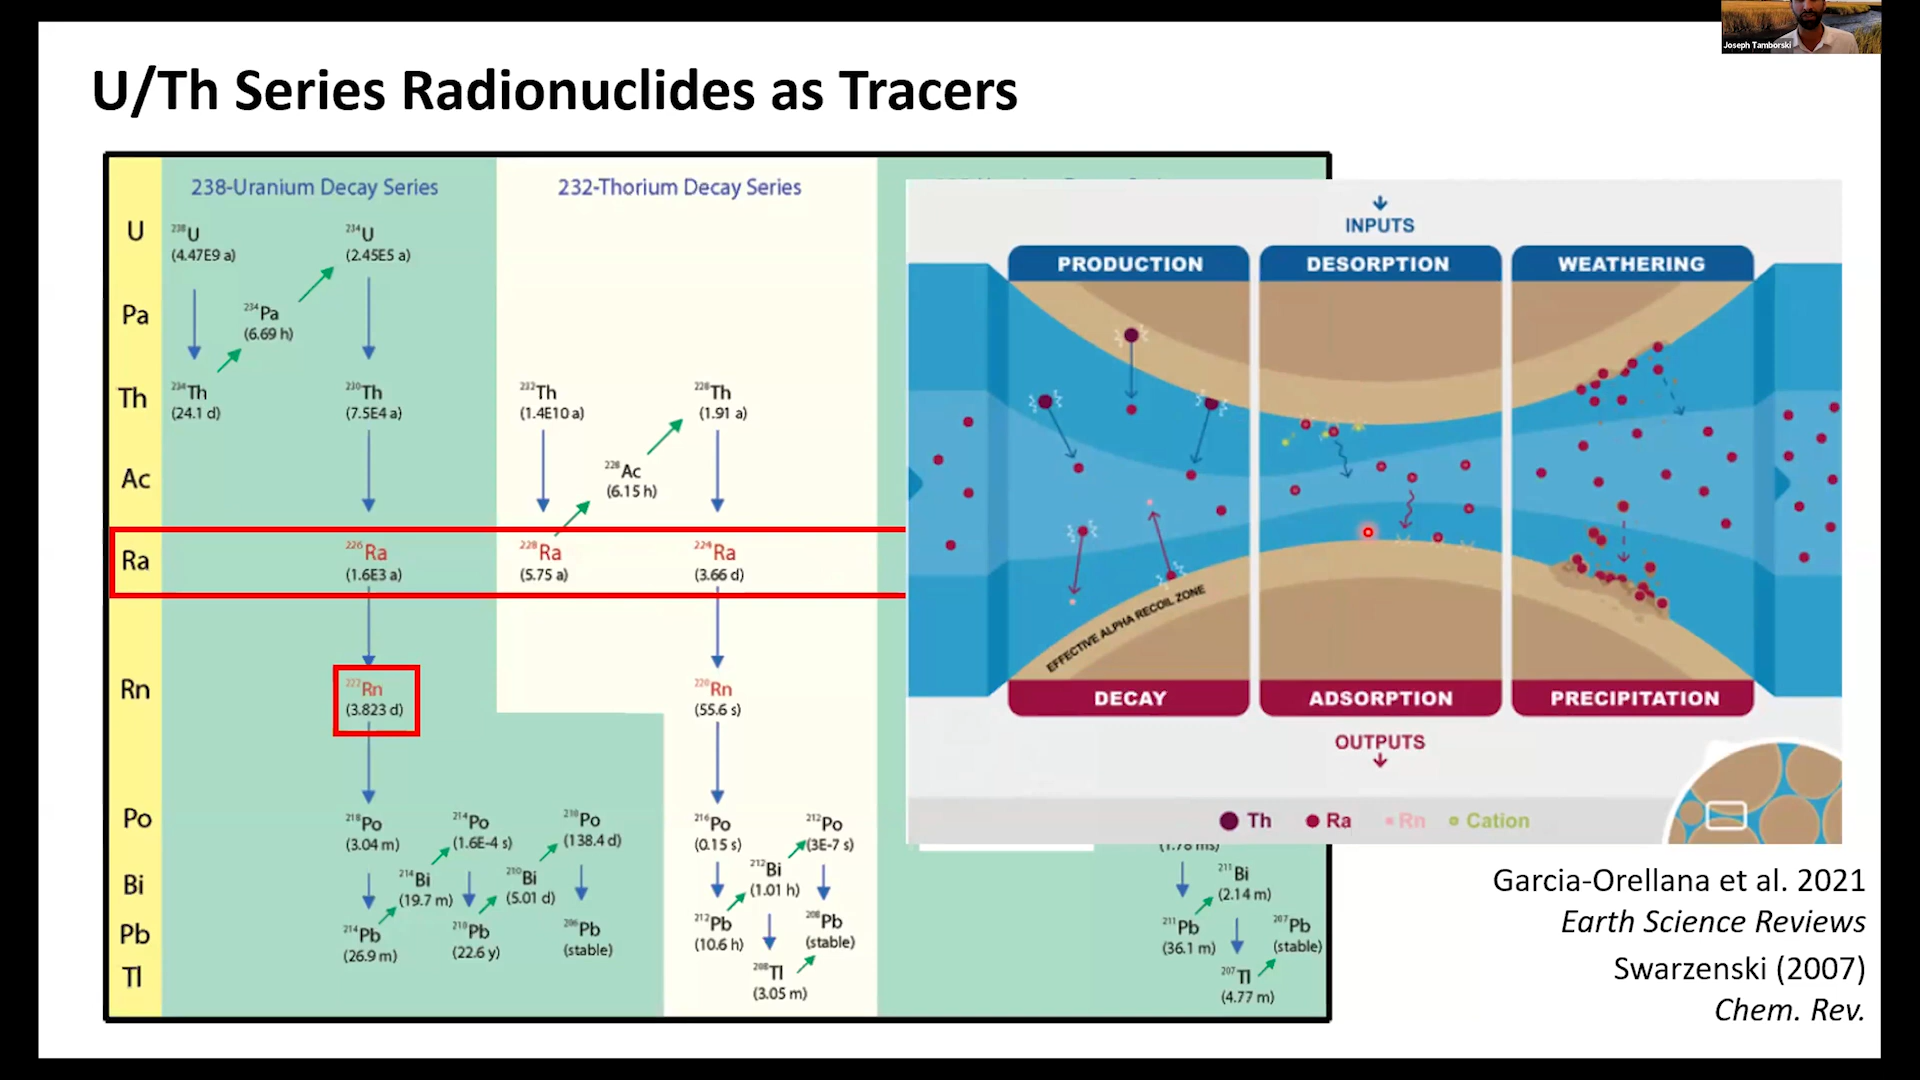 Joseph Tamborski
U/Th Series Radionuclides as Tracers
238-Uranium Decay Series
232-Thorium Decay Series
U
238U
(4.47E9 a)
234U
(2.45E5 a)
Pa
234Pa
(6.69 h)
Th
234Th
(24.1 d)
230Th
(7.5E4 a)
232Th
(1.4E10 a)
228Th
(1.91 a)
Ac
228Ac
(6.15 h)
Ra
226Ra
(1.6E3 a)
228Ra
(5.75 a)
224Ra
(3.66 d)
Rn
222Rn
(3.823 d)
220Rn
(55.6 s)
Po
218Po
(3.04 m)
214Po
(1.6E-4 s)
210Po
(138.4 d)
216Po
(0.15 s)
212Po
(3E-7 s)
(1.78 ms)
Bi
214Bi
(19.7 m)
210Bi
(5.01 d)
212Bi
(1.01 h)
211Bi
(2.14 m)
Pb
214Pb
(26.9 m)
210Pb
(22.6 y)
206Pb
(stable)
212Pb
(10.6 h)
208Pb
(stable)
211Pb
(36.1 m)
207Pb
(stable)
Tl
208Tl
(3.05 m)
207Tl
(4.77 m)
INPUTS
PRODUCTION
DESORPTION
WEATHERING
EFFECTIVE ALPHA RECOIL ZONE
DECAY
ADSORPTION
PRECIPITATION
OUTPUTS
Th
Ra
Rn
Cation
Garcia-Orellana et al. 2021
Earth Science Reviews
Swarzenski (2007)
Chem. Rev.